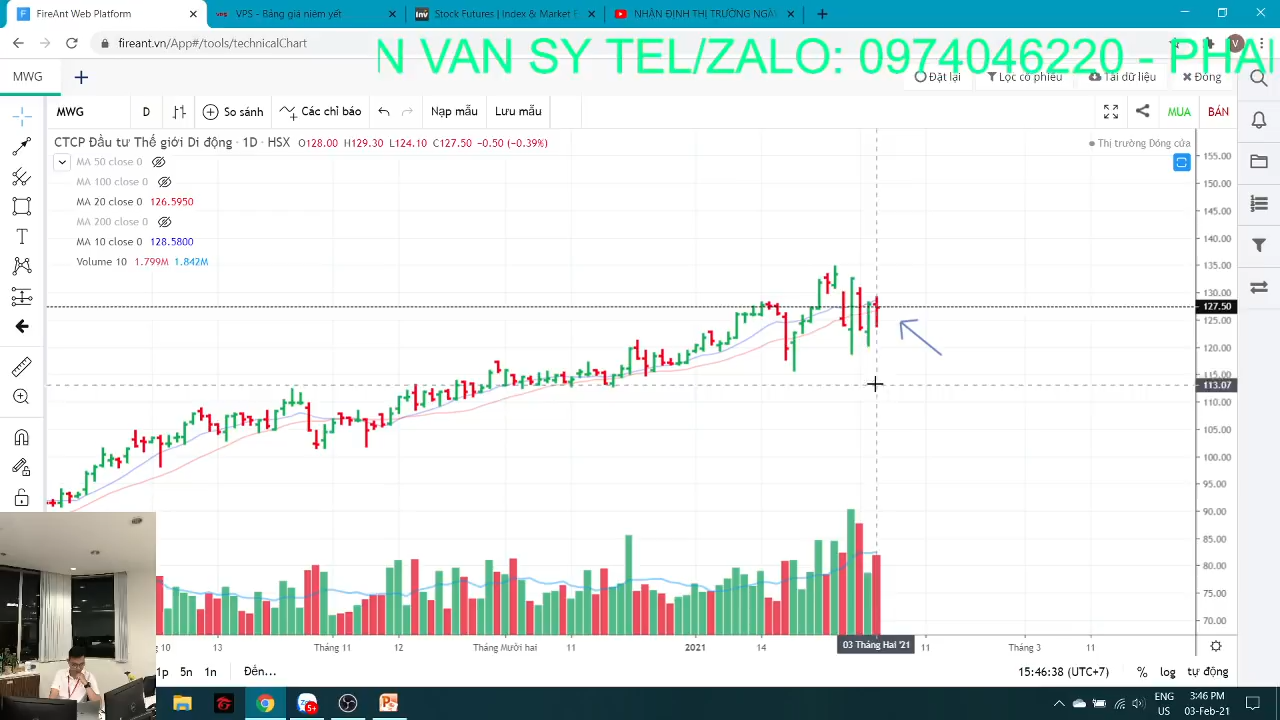 FireAnt Web Platform
VPS - Bảng giá niêm yết
Stock Futures | Index & Market E
NHẬN ĐỊNH THỊ TRƯỜNG NGÀY
fireant.vn/App#/tools/technicalChart
N VAN SY TEL/ZALO: 0974046220 - PHA
MWG
Đặt lại
Lọc cổ phiếu
Tải dữ liệu
Đóng
MWG
D
So sánh
Các chỉ báo
Nạp mẫu
Lưu mẫu
MUA
BÁN
CTCP Đầu tư Thế giới Di động · 1D · HSX O128.00 H129.30 L124.10 C127.50 −0.50 (−0.39%)
Thị trường Đóng cửa
MA 50 close 0
MA 100 close 0
MA 20 close 0 126.5950
MA 200 close 0
MA 10 close 0 128.5800
Volume 10 1.799M 1.842M
155.00
150.00
145.00
140.00
135.00
130.00
127.50
125.00
120.00
115.00
113.07
110.00
105.00
100.00
95.00
90.00
85.00
80.00
75.00
70.00
13
Tháng 11
12
Tháng Mười hai
11
2021
14
03 Tháng Hai '21
11
Tháng 3
11
1p 5n 1n Đến...
15:46:38 (UTC+7)
%
log
tự động
ENG
US
3:46 PM
03-Feb-21